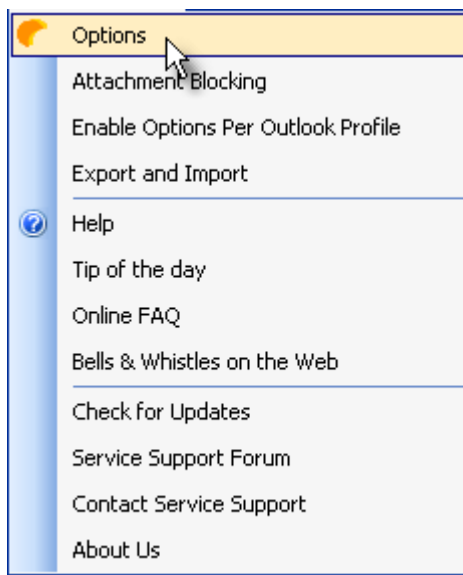 Options
Attachment Blocking
Enable Options Per Outlook Profile
Export and Import
Help
Tip of the day
Online FAQ
Bells & Whistles on the Web
Check for Updates
Service Support Forum
Contact Service Support
About Us